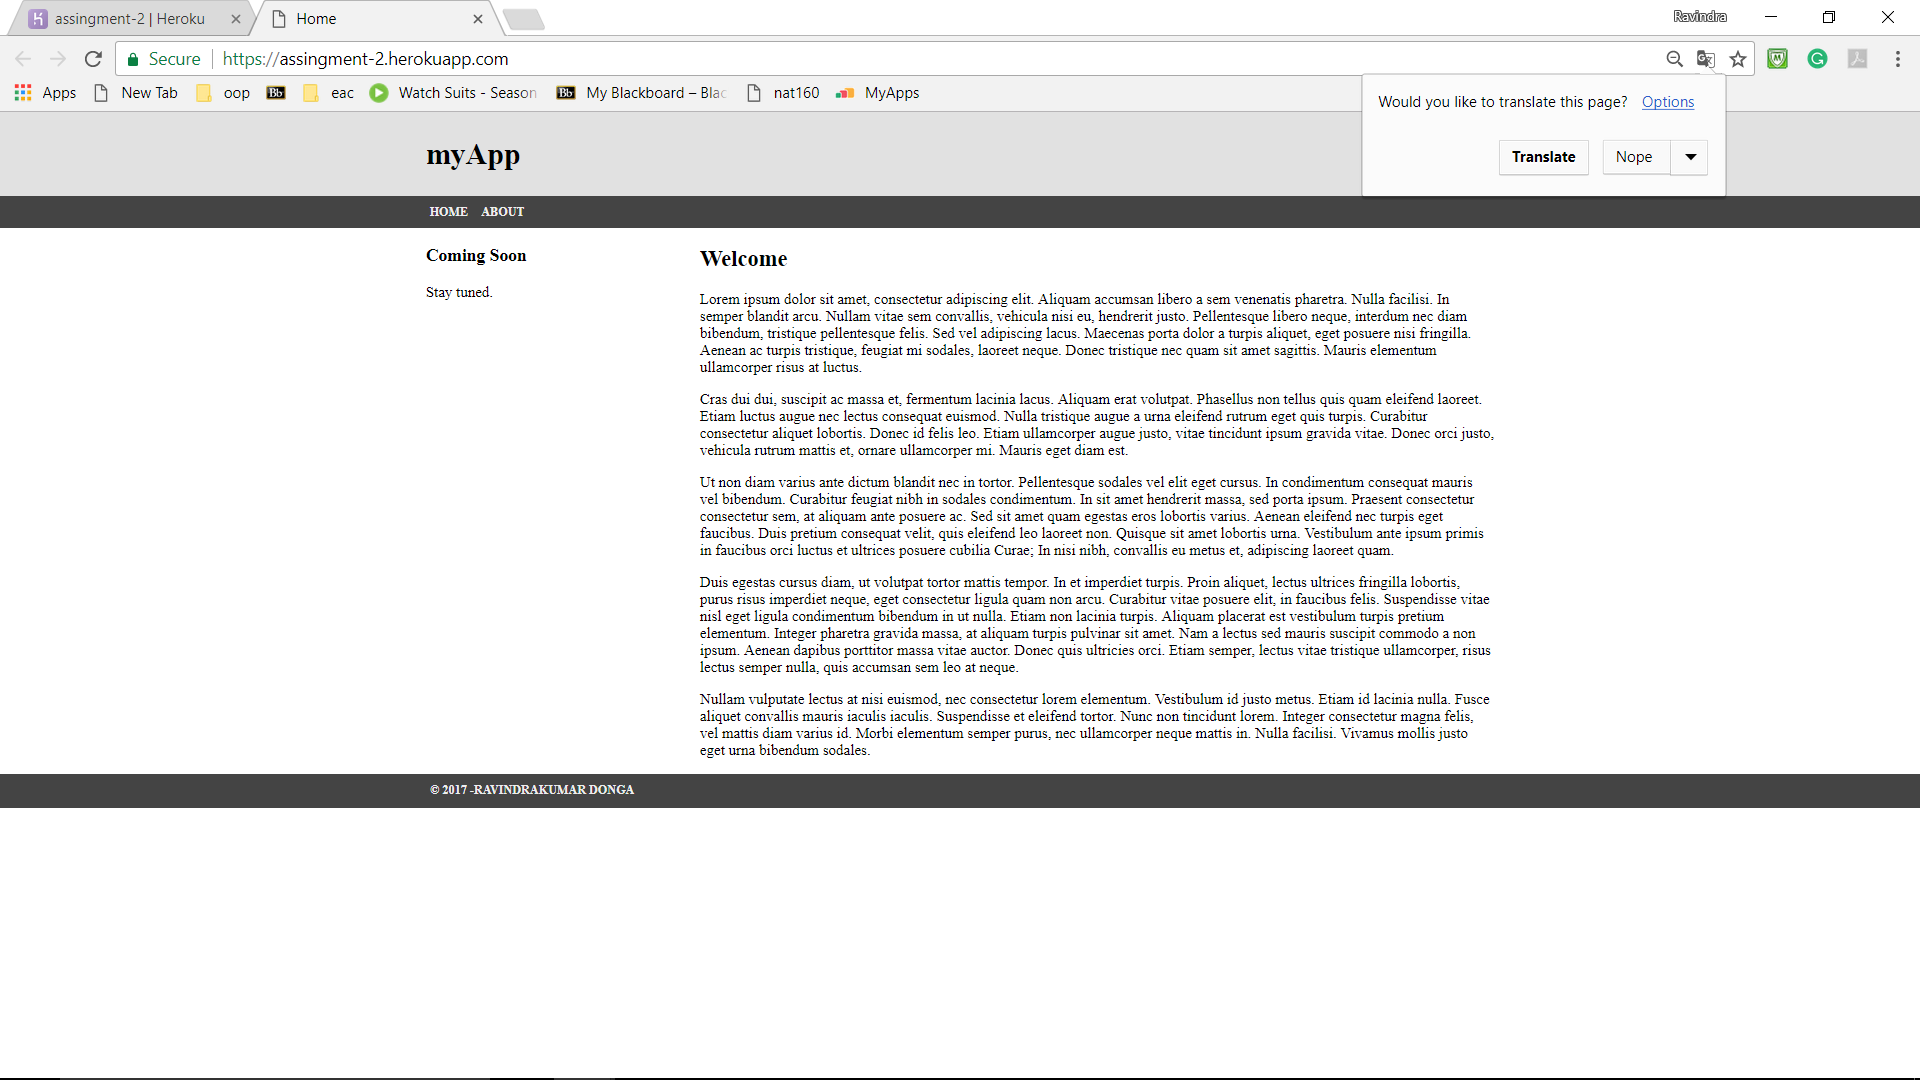 assingment-2 | Heroku
Home
Ravindra
Secure
https://assingment-2.herokuapp.com
Apps
New Tab
oop
Bb
eac
Watch Suits - Season
Bb
My Blackboard – Blac
nat160
MyApps
Would you like to translate this page? Options
Translate
Nope
myApp
HOME ABOUT
Coming Soon
Stay tuned.
Welcome
Lorem ipsum dolor sit amet, consectetur adipiscing elit. Aliquam accumsan libero a sem venenatis pharetra. Nulla facilisi. In
semper blandit arcu. Nullam vitae sem convallis, vehicula nisi eu, hendrerit justo. Pellentesque libero neque, interdum nec diam
bibendum, tristique pellentesque felis. Sed vel adipiscing lacus. Maecenas porta dolor a turpis aliquet, eget posuere nisi fringilla.
Aenean ac turpis tristique, feugiat mi sodales, laoreet neque. Donec tristique nec quam sit amet sagittis. Mauris elementum
ullamcorper risus at luctus.
Cras dui dui, suscipit ac massa et, fermentum lacinia lacus. Aliquam erat volutpat. Phasellus non tellus quis quam eleifend laoreet.
Etiam luctus augue nec lectus consequat euismod. Nulla tristique augue a urna eleifend rutrum eget quis turpis. Curabitur
consectetur aliquet lobortis. Donec id felis leo. Etiam ullamcorper augue justo, vitae tincidunt ipsum gravida vitae. Donec orci justo,
vehicula rutrum mattis et, ornare ullamcorper mi. Mauris eget diam est.
Ut non diam varius ante dictum blandit nec in tortor. Pellentesque sodales vel elit eget cursus. In condimentum consequat mauris
vel bibendum. Curabitur feugiat nibh in sodales condimentum. In sit amet hendrerit massa, sed porta ipsum. Praesent consectetur
consectetur sem, at aliquam ante posuere ac. Sed sit amet quam egestas eros lobortis varius. Aenean eleifend nec turpis eget
faucibus. Duis pretium consequat velit, quis eleifend leo laoreet non. Quisque sit amet lobortis urna. Vestibulum ante ipsum primis
in faucibus orci luctus et ultrices posuere cubilia Curae; In nisi nibh, convallis eu metus et, adipiscing laoreet quam.
Duis egestas cursus diam, ut volutpat tortor mattis tempor. In et imperdiet turpis. Proin aliquet, lectus ultrices fringilla lobortis,
purus risus imperdiet neque, eget consectetur ligula quam non arcu. Curabitur vitae posuere elit, in faucibus felis. Suspendisse vitae
nisl eget ligula condimentum bibendum in ut nulla. Etiam non lacinia turpis. Aliquam placerat est vestibulum turpis pretium
elementum. Integer pharetra gravida massa, at aliquam turpis pulvinar sit amet. Nam a lectus sed mauris suscipit commodo a non
ipsum. Aenean dapibus porttitor massa vitae auctor. Donec quis ultricies orci. Etiam semper, lectus vitae tristique ullamcorper, risus
lectus semper nulla, quis accumsan sem leo at neque.
Nullam vulputate lectus at nisi euismod, nec consectetur lorem elementum. Vestibulum id justo metus. Etiam id lacinia nulla. Fusce
aliquet convallis mauris iaculis iaculis. Suspendisse et eleifend tortor. Nunc non tincidunt lorem. Integer consectetur magna felis,
vel mattis diam varius id. Morbi elementum semper purus, nec ullamcorper neque mattis in. Nulla facilisi. Vivamus mollis justo
eget urna bibendum sodales.
© 2017 -RAVINDRAKUMAR DONGA